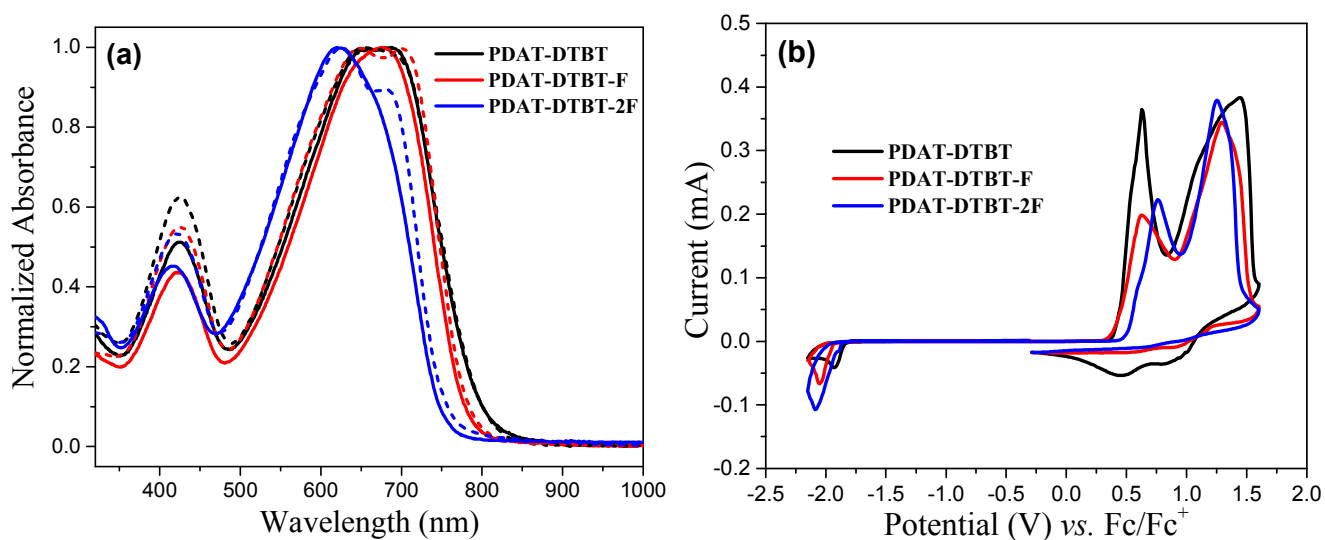 (a)
PDAT-DTBT
PDAT-DTBT-F
PDAT-DTBT-2F
Normalized Absorbance
1.0
0.8
0.6
0.4
0.2
0.0
400 500 600 700 800 900 1000
Wavelength (nm)
(b)
PDAT-DTBT
PDAT-DTBT-F
PDAT-DTBT-2F
Current (mA)
0.5
0.4
0.3
0.2
0.1
0.0
-0.1
-0.2
-2.5 -2.0 -1.5 -1.0 -0.5 0.0 0.5 1.0 1.5 2.0
Potential (V) vs. Fc/Fc⁺